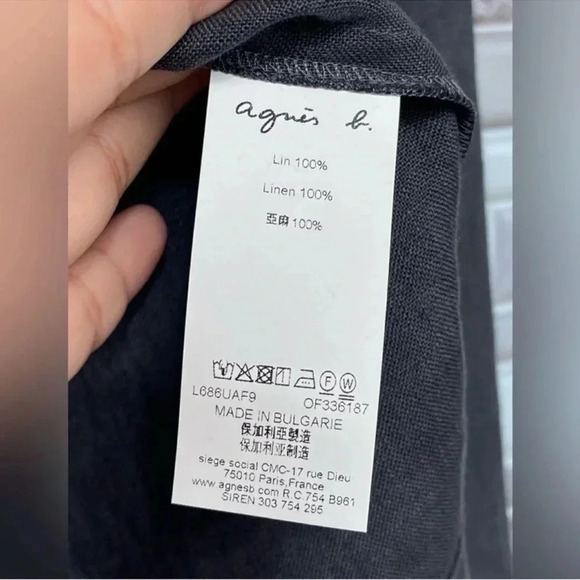 agnès b.
Lin 100%
Linen 100%
亞麻 100%
L686UAF9 OF336187
MADE IN BULGARIE
保加利亞製造
保加利亚制造
siege social CMC-17 rue Dieu
75010 Paris,France
www.agnesb.com R C 754 B961
SIREN 303 754 295